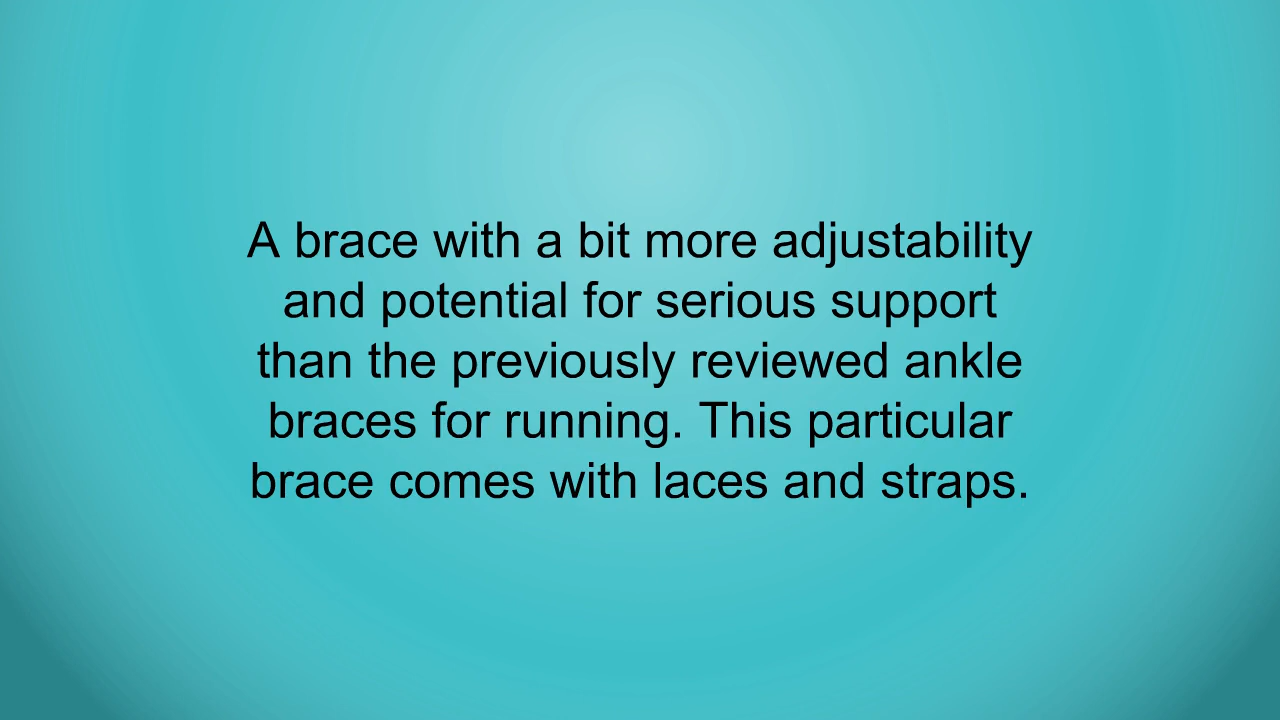 A brace with a bit more adjustability
and potential for serious support
than the previously reviewed ankle
braces for running. This particular
brace comes with laces and straps.